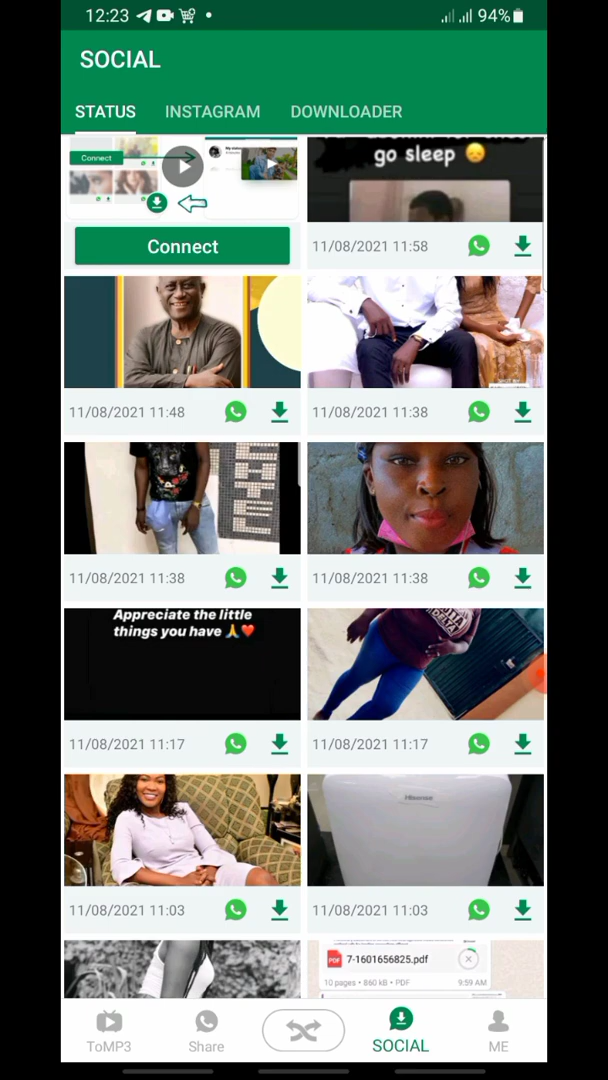 12:23
94%
SOCIAL
STATUS
INSTAGRAM
DOWNLOADER
Connect
Connect
go sleep 😞
11/08/2021 11:58
11/08/2021 11:48
11/08/2021 11:38
11/08/2021 11:38
11/08/2021 11:38
Appreciate the little
things you have 🙏❤️
DELTA
11/08/2021 11:17
11/08/2021 11:17
Hisense
11/08/2021 11:03
11/08/2021 11:03
PDF
7-1601656825.pdf
10 pages • 860 kB • PDF
9:59 AM
ToMP3
Share
SOCIAL
ME